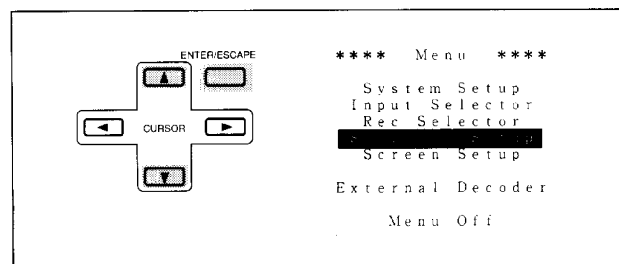 ENTER/ESCAPE
CURSOR
**** Menu ****
System Setup
Input Selector
Rec Selector
Screen Setup
External Decoder
Menu Off